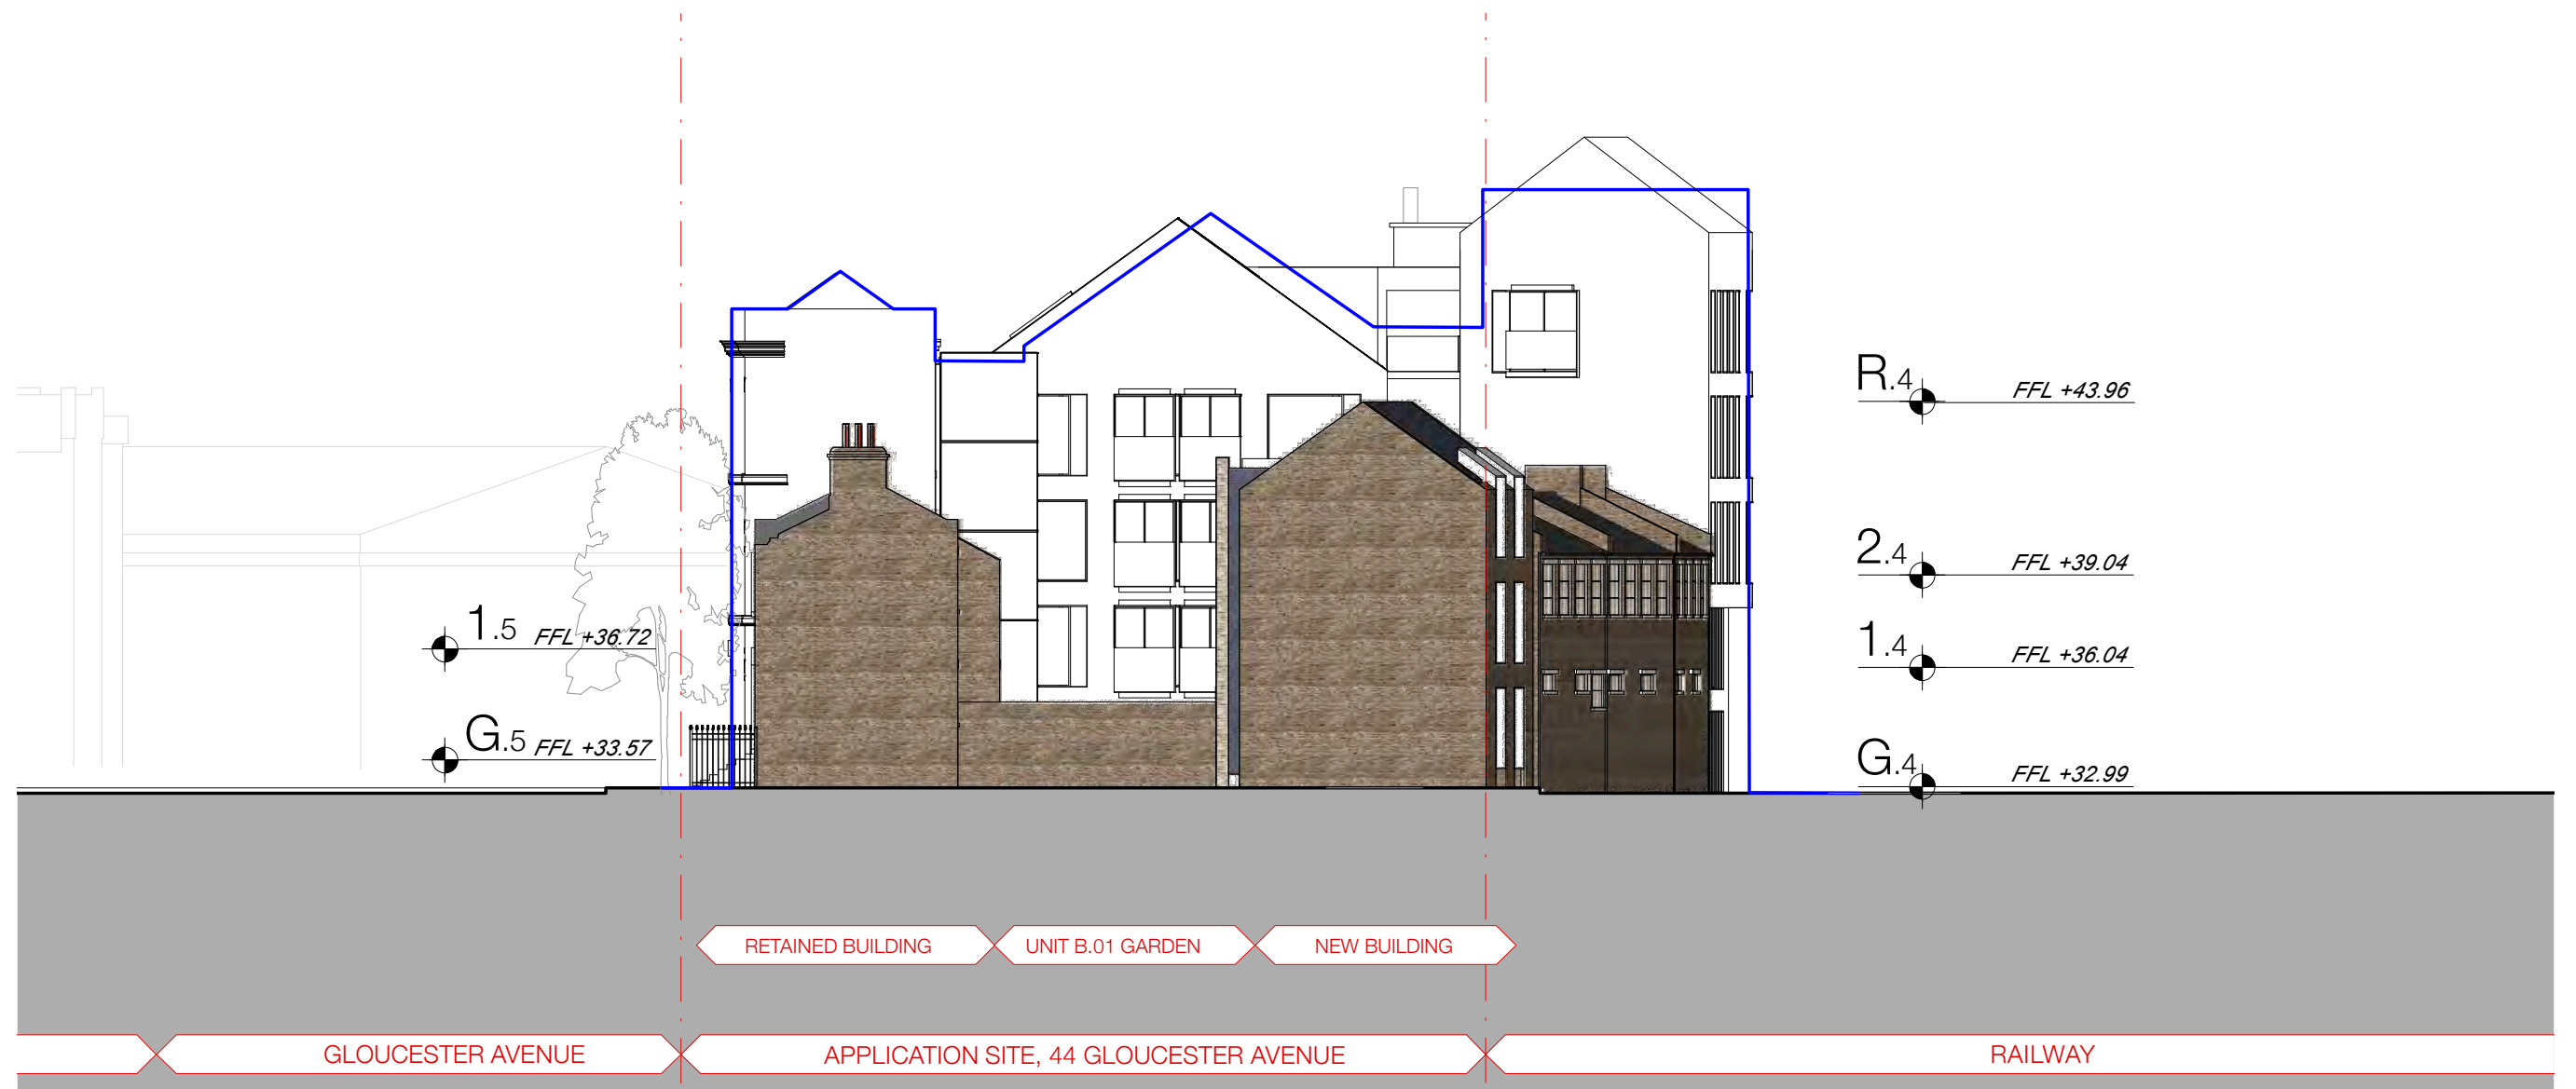 R.4 FFL +43.96
2.4 FFL +39.04
1.5 FFL +36.72
1.4 FFL +36.04
G.5 FFL +33.57
G.4 FFL +32.99
RETAINED BUILDING
UNIT B.01 GARDEN
NEW BUILDING
GLOUCESTER AVENUE
APPLICATION SITE, 44 GLOUCESTER AVENUE
RAILWAY